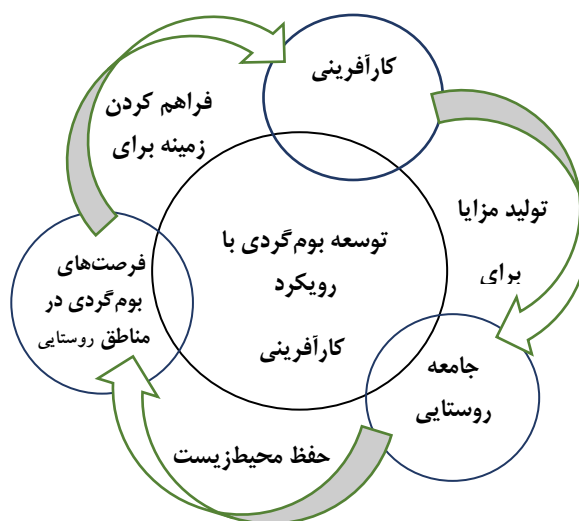 کارآفرینی
فراهم کردن
زمینه برای
تولید مزایا
برای
توسعه بوم‌گردی با
رویکرد
کارآفرینی
فرصت‌های
بوم‌گردی در
مناطق روستایی
جامعه
روستایی
حفظ محیط‌زیست